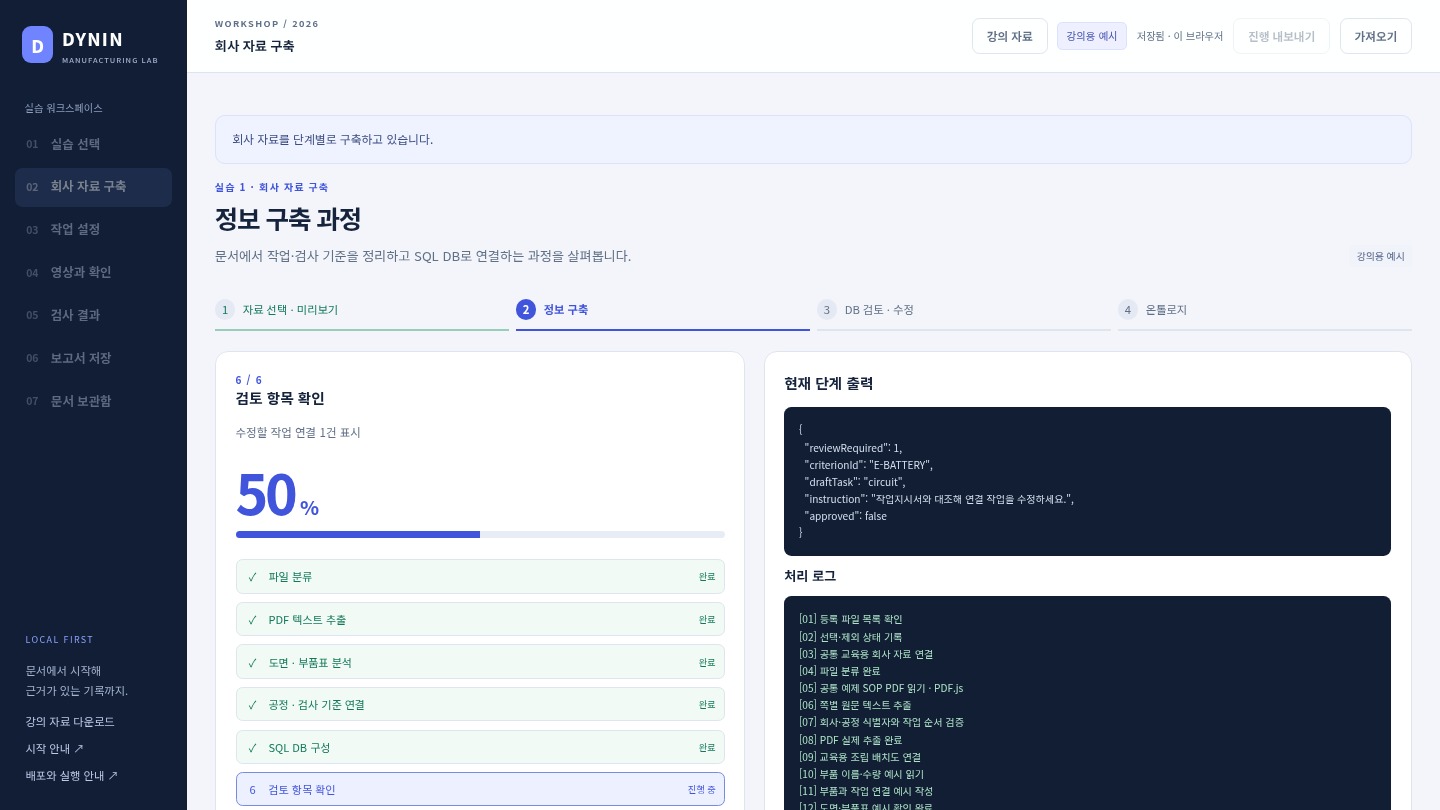 D
DYNIN
MANUFACTURING LAB
실습 워크스페이스
01 실습 선택
02 회사 자료 구축
03 작업 설정
04 영상과 확인
05 검사 결과
06 보고서 저장
07 문서 보관함
LOCAL FIRST
문서에서 시작해
근거가 있는 기록까지.
강의 자료 다운로드
시작 안내 ↗
배포와 실행 안내 ↗
WORKSHOP / 2026
회사 자료 구축
강의 자료
강의용 예시
저장됨 · 이 브라우저
진행 내보내기
가져오기
회사 자료를 단계별로 구축하고 있습니다.
실습 1 · 회사 자료 구축
정보 구축 과정
문서에서 작업·검사 기준을 정리하고 SQL DB로 연결하는 과정을 살펴봅니다.
강의용 예시
1 자료 선택 · 미리보기
2 정보 구축
3 DB 검토 · 수정
4 온톨로지
6 / 6
검토 항목 확인
수정할 작업 연결 1건 표시
50 %
✓ 파일 분류 완료
✓ PDF 텍스트 추출 완료
✓ 도면 · 부품표 분석 완료
✓ 공정 · 검사 기준 연결 완료
✓ SQL DB 구성 완료
6 검토 항목 확인 진행 중
현재 단계 출력
{
"reviewRequired": 1,
"criterionId": "E-BATTERY",
"draftTask": "circuit",
"instruction": "작업지시서와 대조해 연결 작업을 수정하세요.",
"approved": false
}
처리 로그
[01] 등록 파일 목록 확인
[02] 선택·제외 상태 기록
[03] 공통 교육용 회사 자료 연결
[04] 파일 분류 완료
[05] 공통 예제 SOP PDF 읽기 · PDF.js
[06] 쪽별 원문 텍스트 추출
[07] 회사·공정 식별자와 작업 순서 검증
[08] PDF 실제 추출 완료
[09] 교육용 조립 배치도 연결
[10] 부품 이름·수량 예시 읽기
[11] 부품과 작업 연결 예시 작성
[12] 도면·부품표 예시 확인 완료